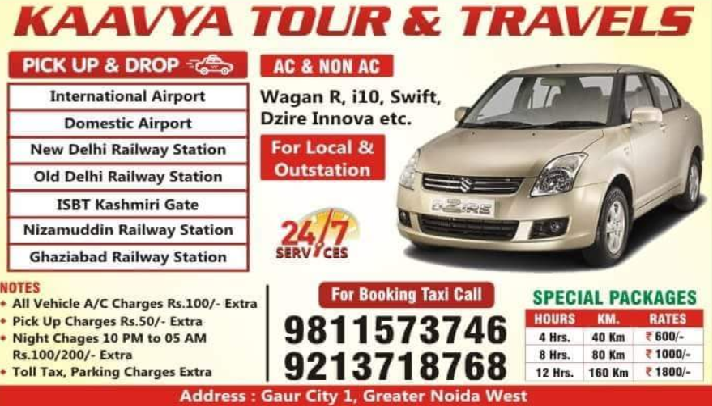 KAAVYA TOUR & TRAVELS
PICK UP & DROP
International Airport
Domestic Airport
New Delhi Railway Station
Old Delhi Railway Station
ISBT Kashmiri Gate
Nizamuddin Railway Station
Ghaziabad Railway Station
AC & NON AC
Wagan R, i10, Swift,
Dzire Innova etc.
For Local &
Outstation
24/7
SERVICES
NOTES
• All Vehicle A/C Charges Rs.100/- Extra
• Pick Up Charges Rs.50/- Extra
• Night Chages 10 PM to 05 AM
Rs.100/200/- Extra
• Toll Tax, Parking Charges Extra
For Booking Taxi Call
9811573746
9213718768
SPECIAL PACKAGES
HOURS KM. RATES
4 Hrs. 40 Km ₹ 600/-
8 Hrs. 80 Km ₹ 1000/-
12 Hrs. 160 Km ₹ 1800/-
Address : Gaur City 1, Greater Noida West